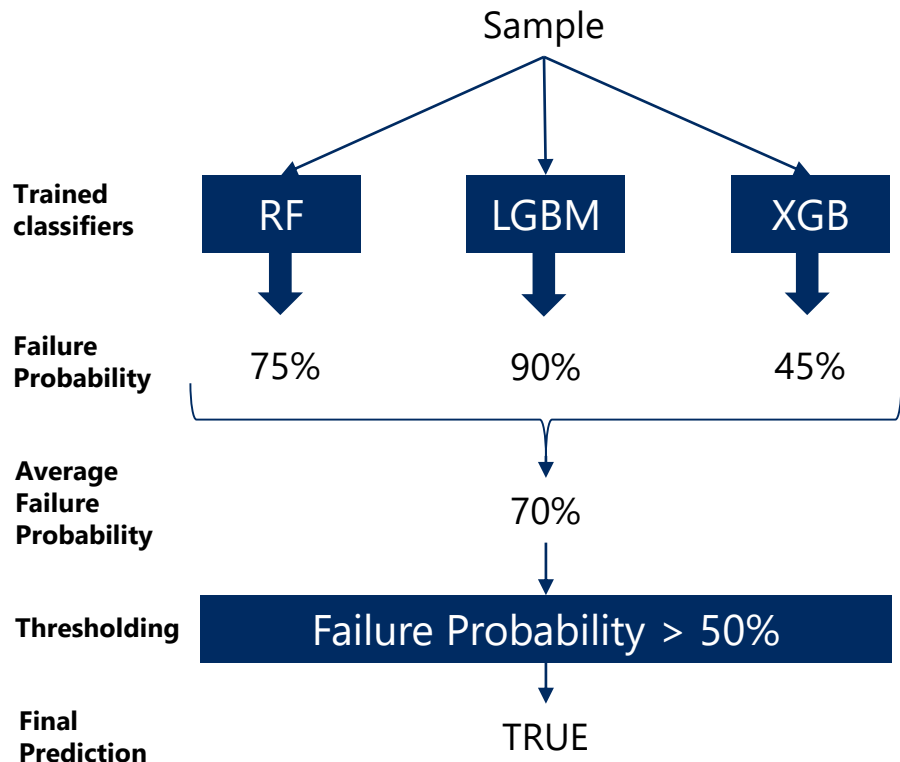 Sample
Trained
classifiers
RF
LGBM
XGB
Failure
Probability
75%
90%
45%
Average
Failure
Probability
70%
Thresholding
Failure Probability > 50%
Final
Prediction
TRUE